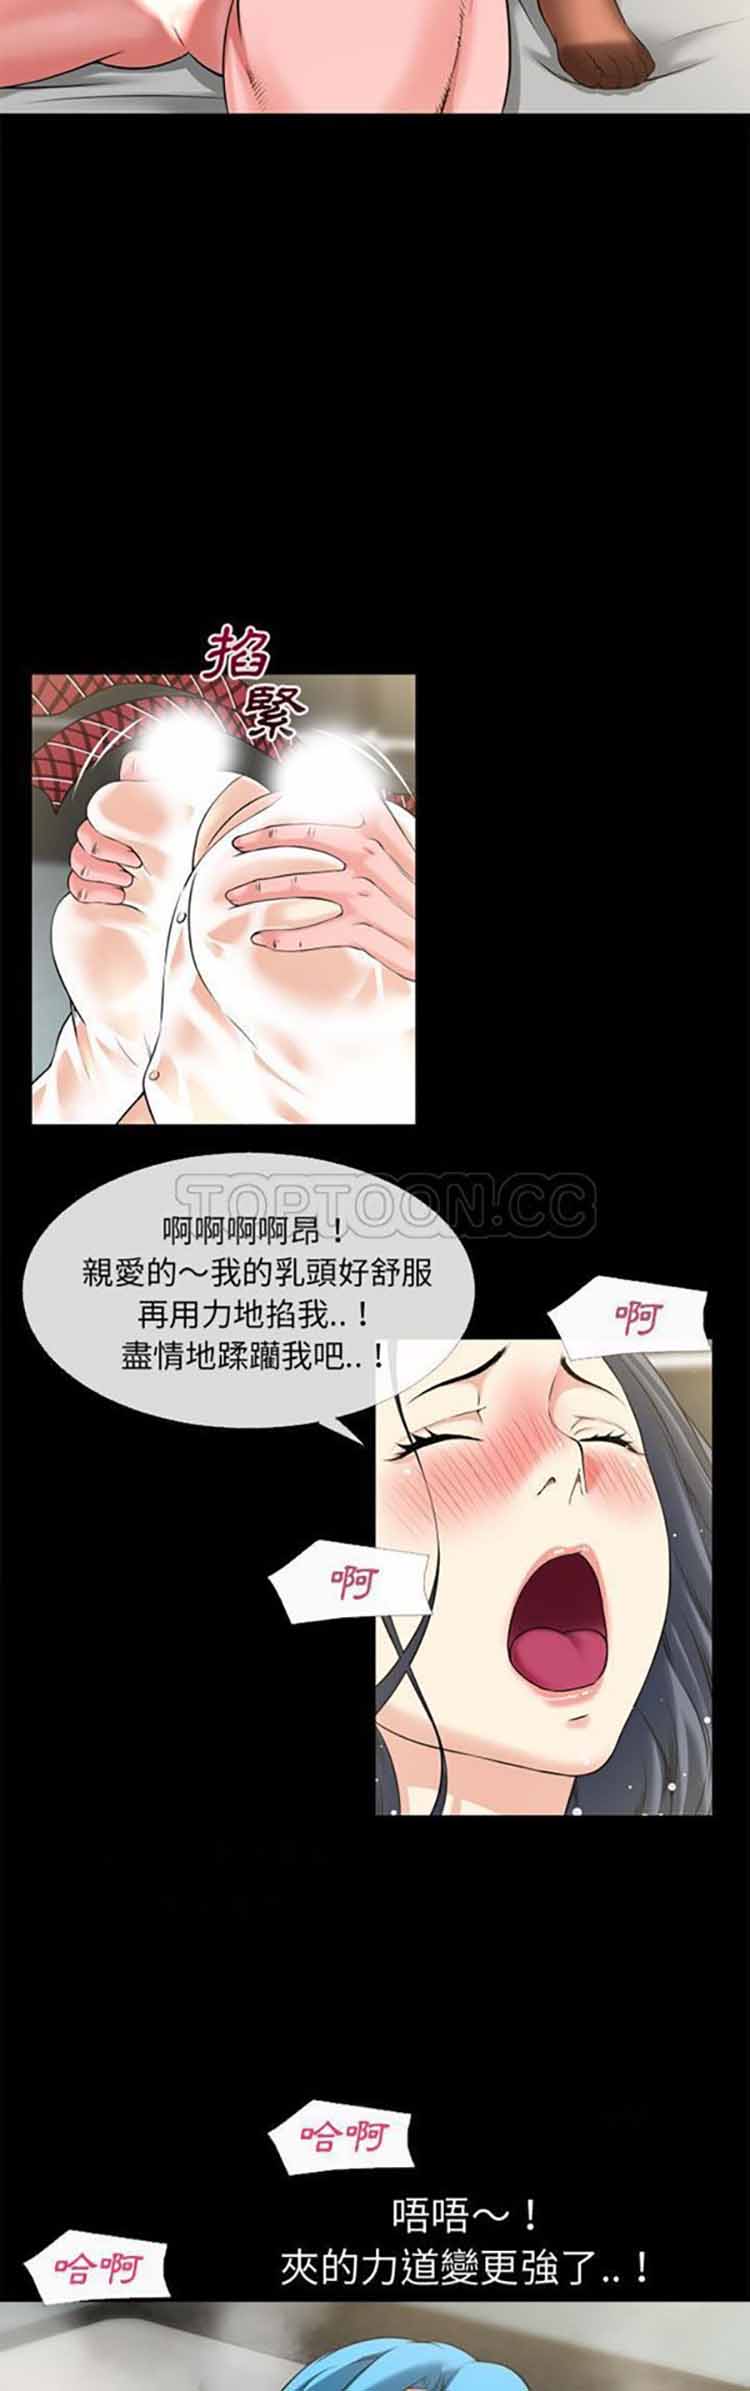 掐
緊
TOPTOON.CC
啊啊啊啊昂！
親愛的～我的乳頭好舒服
再用力地掐我..！
盡情地蹂躪我吧..！
啊
啊
哈啊
唔唔～！
夾的力道變更強了..！
哈啊